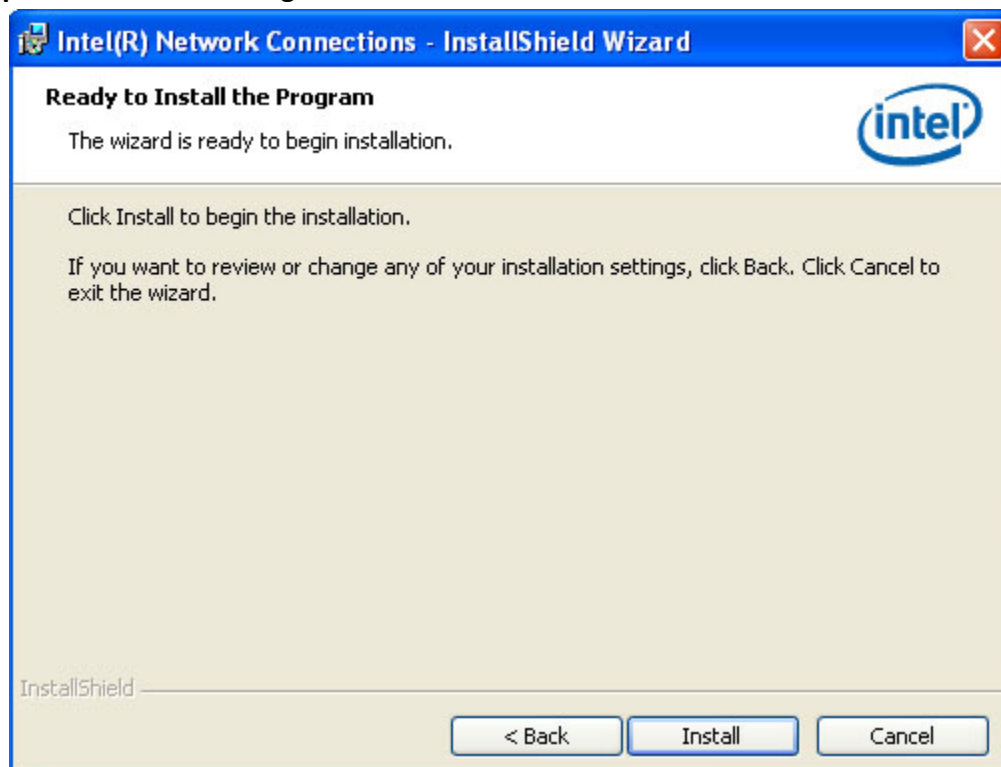 Intel(R) Network Connections - InstallShield Wizard
Ready to Install the Program
The wizard is ready to begin installation.
intel
Click Install to begin the installation.
If you want to review or change any of your installation settings, click Back. Click Cancel to
exit the wizard.
InstallShield
< Back Install Cancel